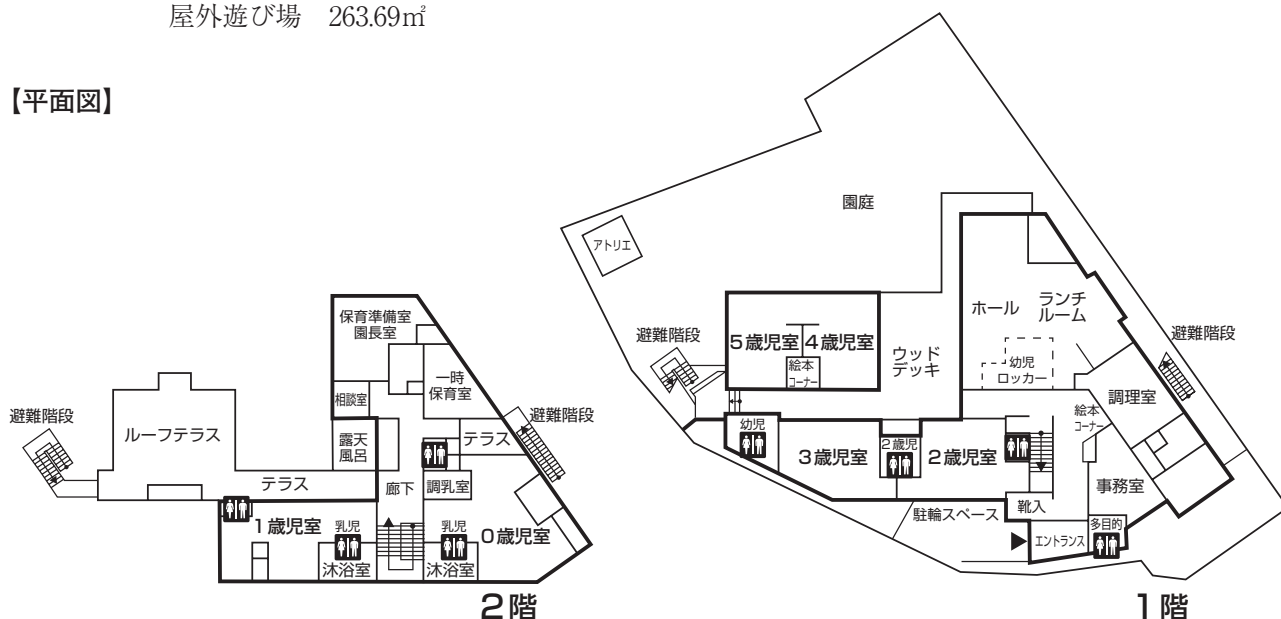 屋外遊び場　263.69㎡
【平面図】
保育準備室
園長室
一時
保育室
相談室
避難階段
ルーフテラス
露天
風呂
テラス
避難階段
テラス
廊下
調乳室
1歳児室
乳児
乳児
0歳児室
沐浴室
沐浴室
2階
園庭
アトリエ
ホール
ランチ
ルーム
避難階段
避難階段
5歳児室
4歳児室
絵本
コーナー
ウッド
デッキ
幼児
ロッカー
調理室
絵本
コーナー
幼児
3歳児室
2歳児
2歳児室
事務室
靴入
駐輪スペース
エントランス
多目的
1階